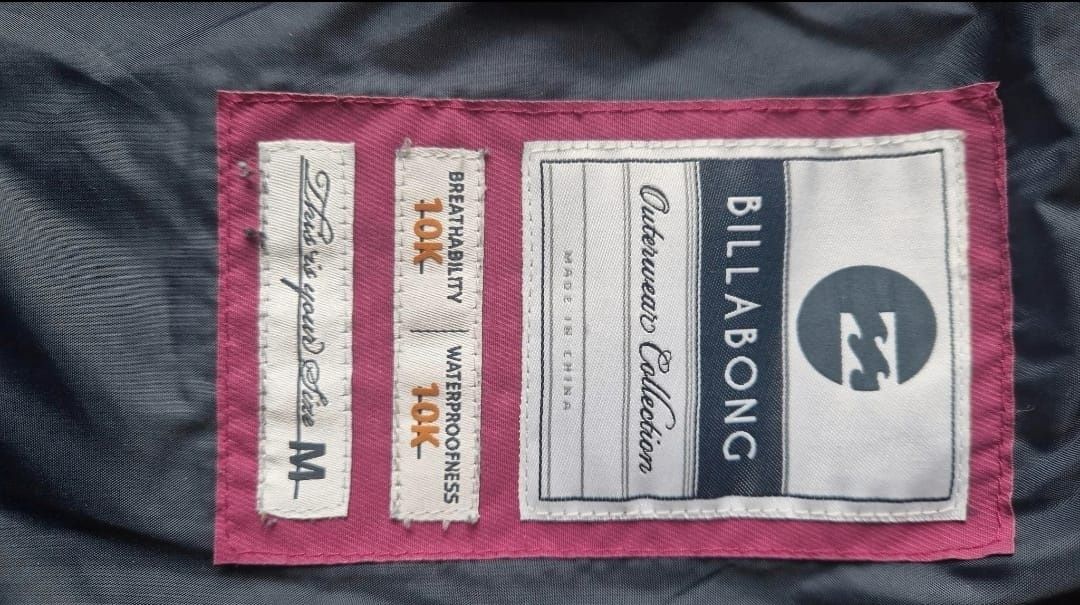 BILLABONG
Outerwear Collection
MADE IN CHINA
BREATHABILITY | WATERPROOFNESS
10K 10K
This is your Size M